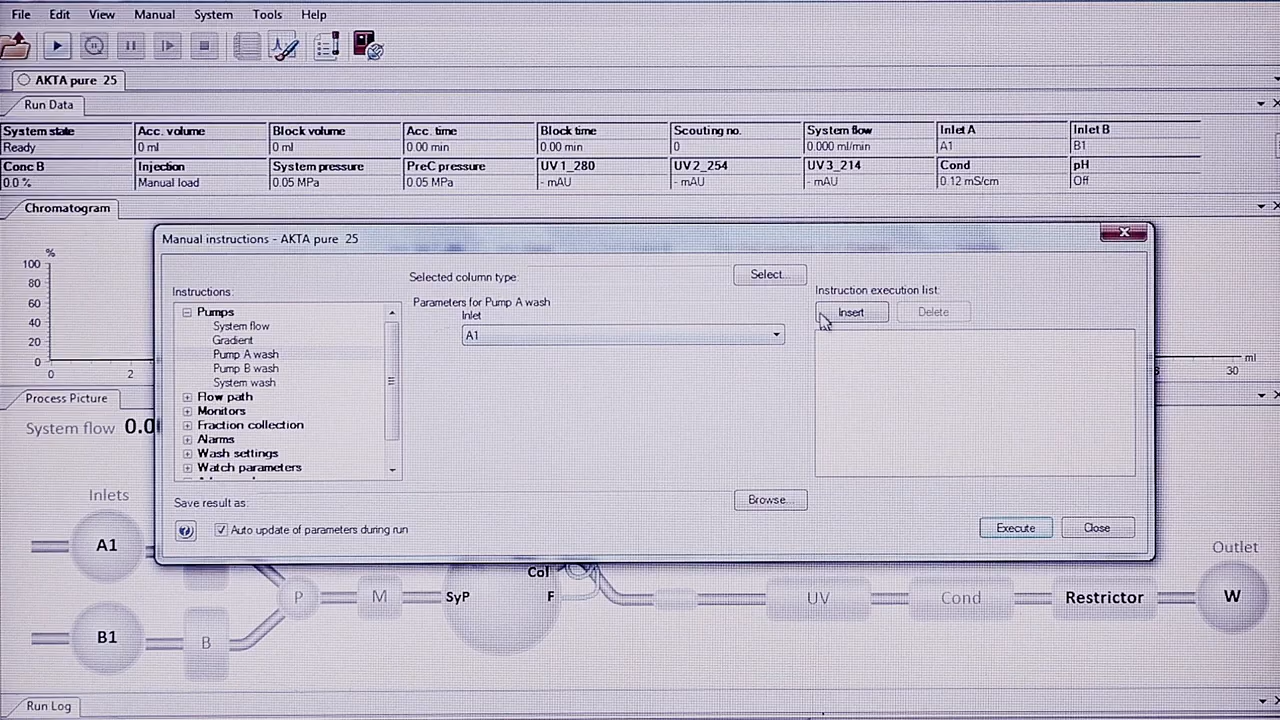 File Edit View Manual System Tools Help
AKTA pure 25
Run Data
System state Acc. volume Block volume Acc. time Block time Scouting no. System flow Inlet A Inlet B
Ready 0 ml 0 ml 0.00 min 0.00 min 0 0.000 ml/min A1 B1
Conc B Injection System pressure PreC pressure UV 1_280 UV 2_254 UV 3_214 Cond pH
0.0 % Manual load 0.05 MPa 0.05 MPa - mAU - mAU - mAU 0.12 mS/cm Off
Chromatogram
%
100
80
60
40
20
0
0 2 30 ml
Manual instructions - AKTA pure 25
Selected column type: Select...
Instructions: Instruction execution list:
Parameters for Pump A wash
Inlet
A1
Insert Delete
Pumps
System flow
Gradient
Pump A wash
Pump B wash
System wash
Flow path
Monitors
Fraction collection
Alarms
Wash settings
Watch parameters
Save result as: Browse...
Auto update of parameters during run
Execute Close
Process Picture
System flow 0.0
Inlets
A1
B1
B
P
M
SyP
Col
F
UV
Cond
Restrictor
Outlet
W
Run Log